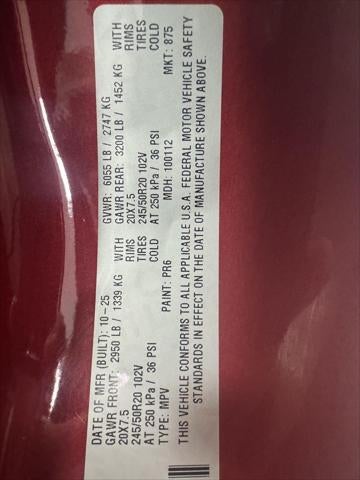 DATE OF MFR (BUILT): 10-25 GVWR: 6055 LB / 2747 KG
GAWR FRONT: 2950 LB / 1339 KG WITH GAWR REAR: 3200 LB / 1452 KG WITH
20X7.5 RIMS 20X7.5 RIMS
245/50R20 102V TIRES 245/50R20 102V TIRES
AT 250 kPa / 36 PSI COLD AT 250 kPa / 36 PSI COLD
TYPE: MPV PAINT: PR6 MDH: 100112 MKT: 875
THIS VEHICLE CONFORMS TO ALL APPLICABLE U.S.A. FEDERAL MOTOR VEHICLE SAFETY
STANDARDS IN EFFECT ON THE DATE OF MANUFACTURE SHOWN ABOVE.